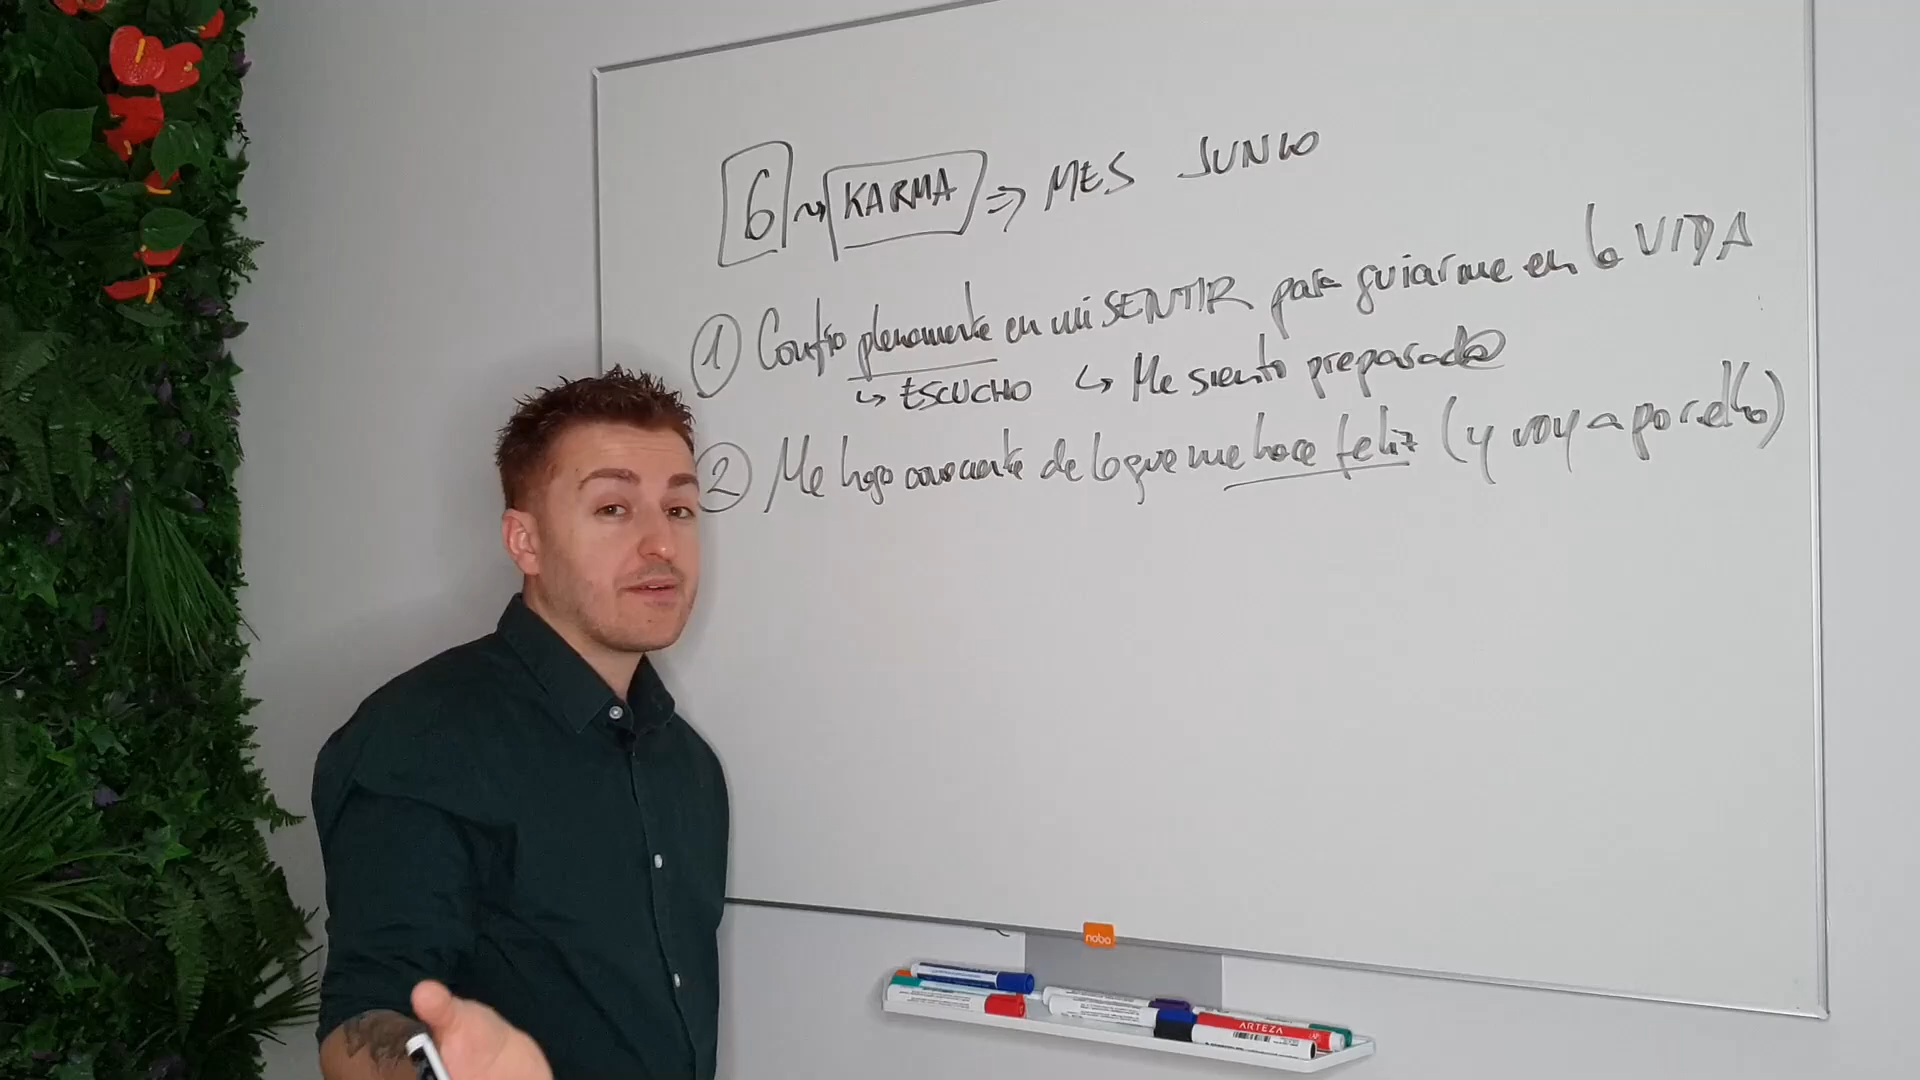 6 → KARMA ⇒ MES JUNIO
① Confío plenamente en mi SENTIR para guiarme en la VIDA
↳ ESCUCHO ↳ Me siento preparad@
② Me hago consciente de lo que me hace feliz (y voy a por ello)
nobo
ARTEZA